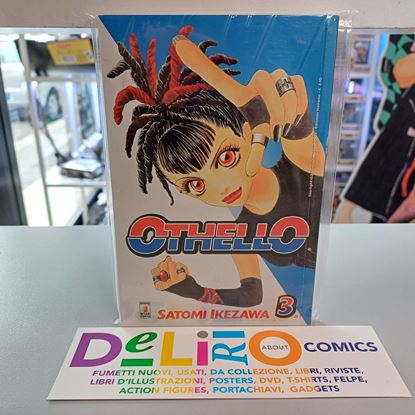 OTHELLO
SATOMI IKEZAWA 3
DeLiRiO ABOUT COMICS
FUMETTI NUOVI, USATI, DA COLLEZIONE, LIBRI, RIVISTE,
LIBRI D'ILLUSTRAZIONI, POSTERS, DVD, T-SHIRTS, FELPE,
ACTION FIGURES, PORTACHIAVI, GADGETS